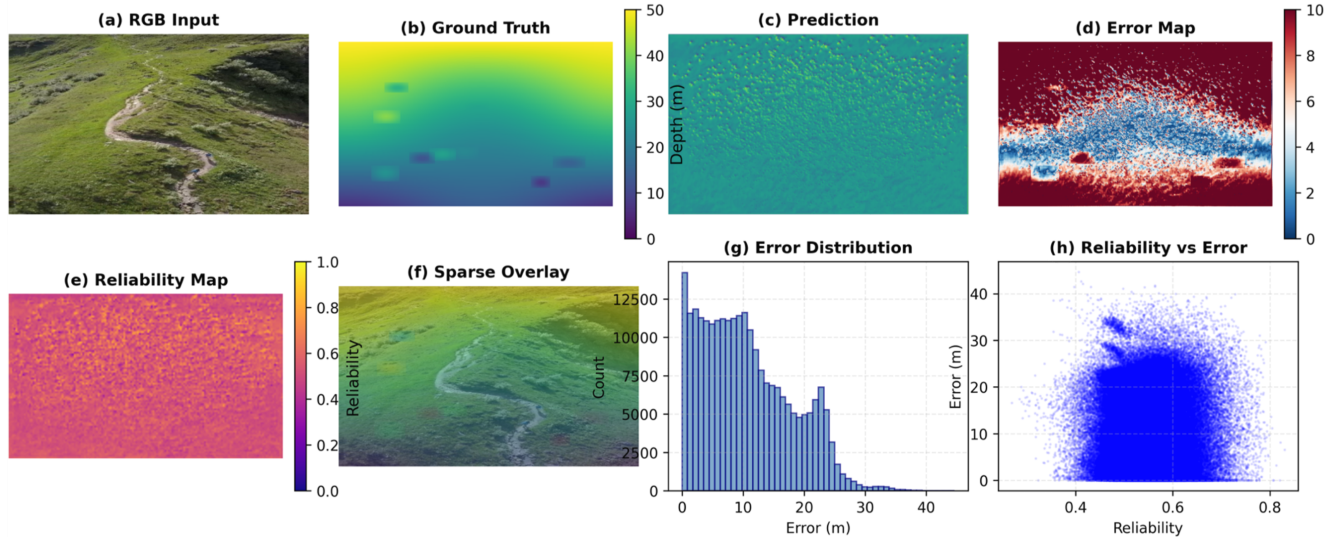 (a) RGB Input
(b) Ground Truth
50
40
30
20
10
0
Depth (m)
(c) Prediction
(d) Error Map
10
8
6
4
2
0
(e) Reliability Map
1.0
0.8
0.6
0.4
0.2
0.0
Reliability
(f) Sparse Overlay
(g) Error Distribution
12500
10000
7500
5000
2500
0
Count
0 10 20 30 40
Error (m)
(h) Reliability vs Error
40
30
20
10
0
Error (m)
0.4 0.6 0.8
Reliability